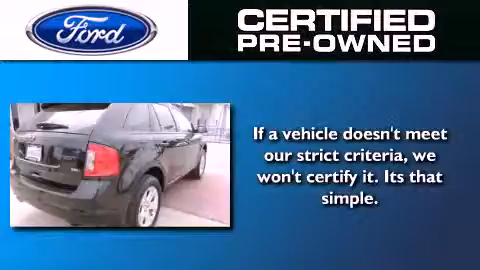 Ford
CERTIFIED
PRE-OWNED
If a vehicle doesn't meet
our strict criteria, we
won't certify it. Its that
simple.